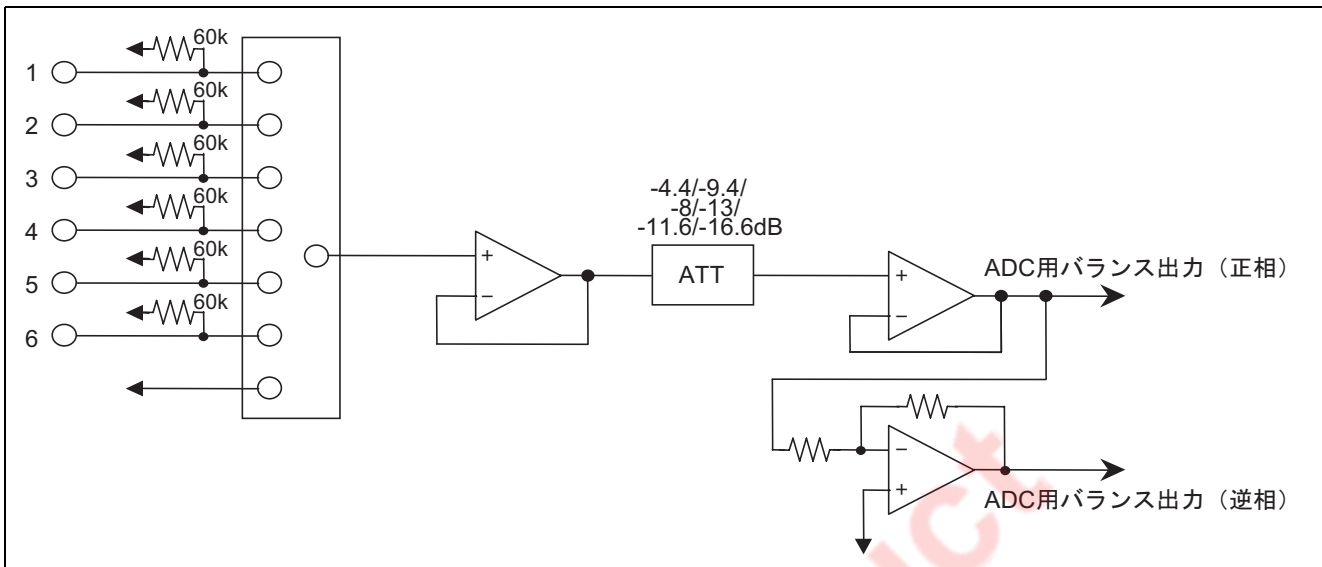 60k
1
60k
2
60k
3
60k
4
60k
5
60k
6
+
−
-4.4/-9.4/
-8/-13/
-11.6/-16.6dB
ATT
+
−
ADC用バランス出力（正相）
−
+
ADC用バランス出力（逆相）